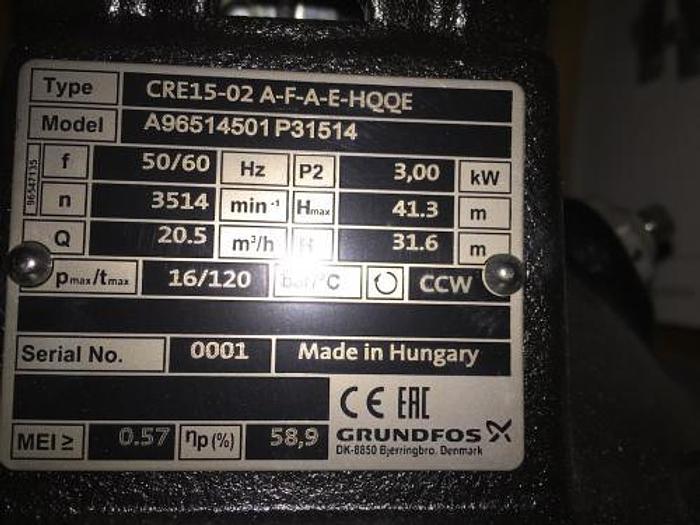 Type CRE15-02 A-F-A-E-HQQE
Model A96514501 P31514
96547135
f 50/60 Hz P2 3,00 kW
n 3514 min⁻¹ Hmax 41.3 m
Q 20.5 m³/h H 31.6 m
pmax/tmax 16/120 bar/°C CCW
Serial No. 0001 Made in Hungary
CE EAC
MEI ≥ 0.57 ηp(%) 58,9
GRUNDFOS
DK-8850 Bjerringbro. Denmark